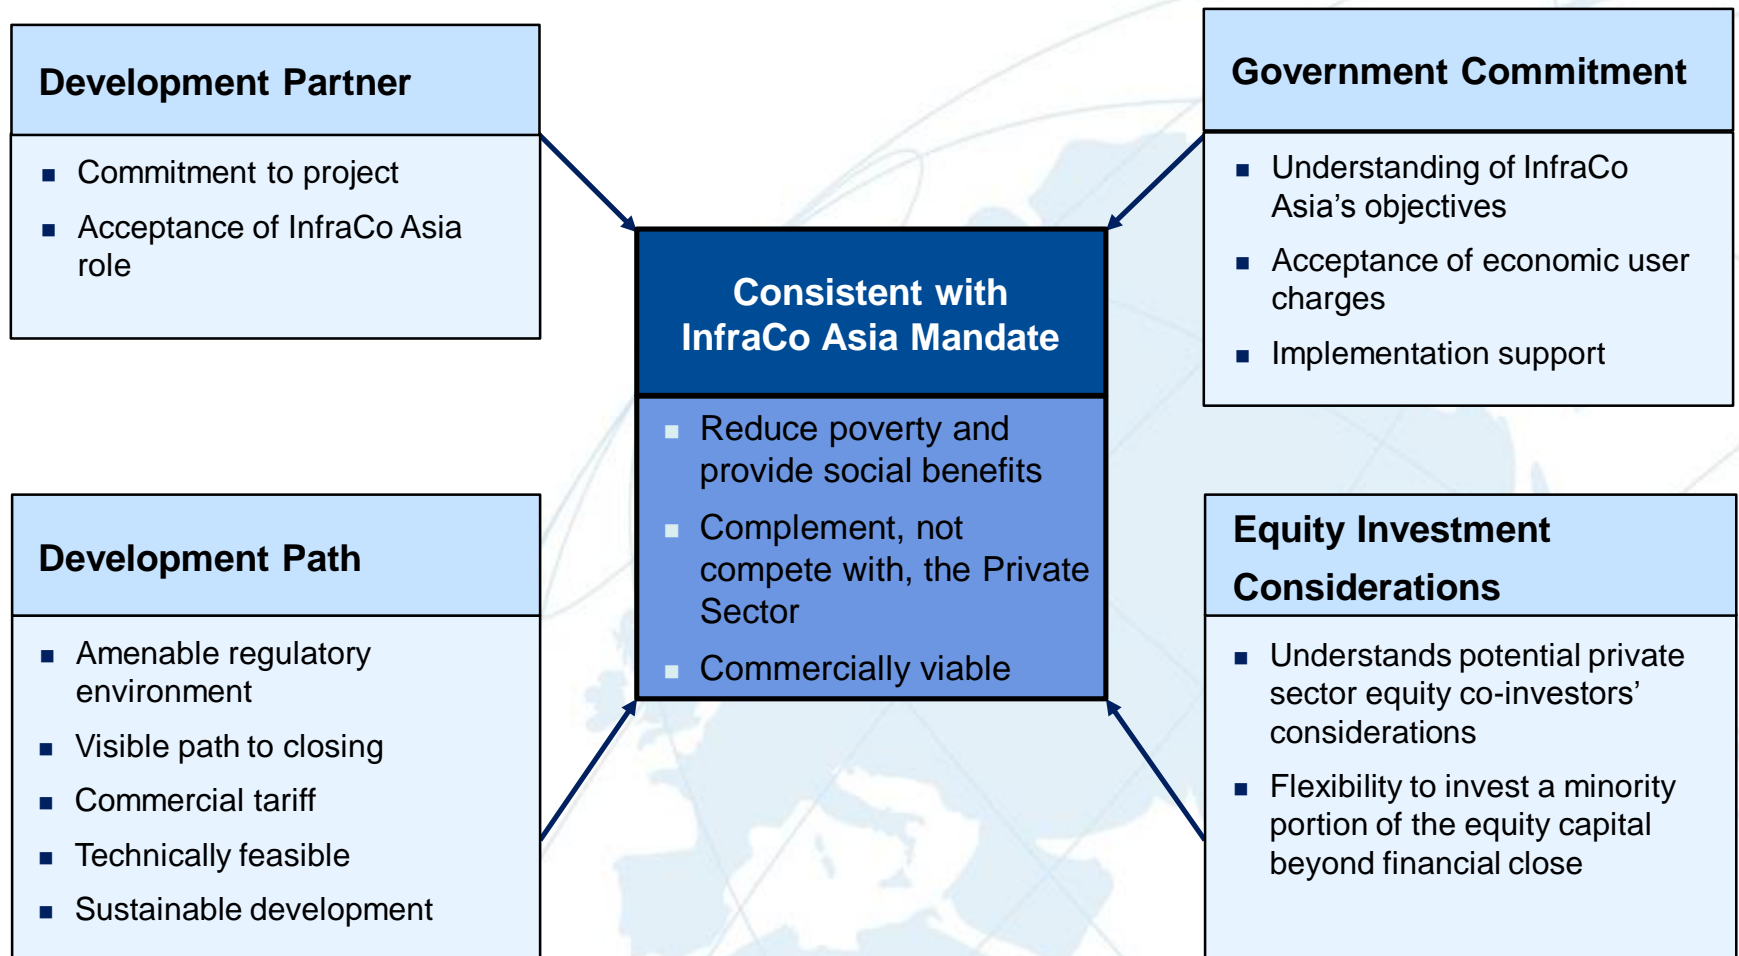 Development Partner
Commitment to project
Acceptance of InfraCo Asia
role
Government Commitment
Understanding of InfraCo
Asia’s objectives
Acceptance of economic user
charges
Implementation support
Consistent with
InfraCo Asia Mandate
Reduce poverty and
provide social benefits
Complement, not
compete with, the Private
Sector
Commercially viable
Development Path
Amenable regulatory
environment
Visible path to closing
Commercial tariff
Technically feasible
Sustainable development
Equity Investment
Considerations
Understands potential private
sector equity co-investors’
considerations
Flexibility to invest a minority
portion of the equity capital
beyond financial close